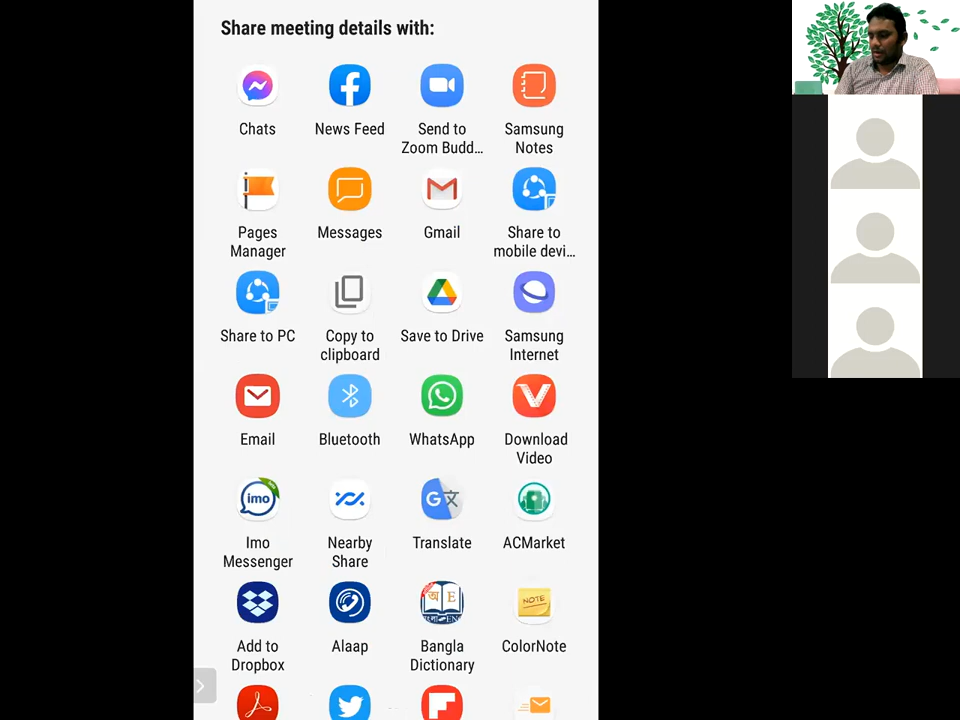 Share meeting details with:
Chats
News Feed
Send to
Zoom Budd...
Samsung
Notes
Pages
Manager
Messages
Gmail
Share to
mobile devi...
Share to PC
Copy to
clipboard
Save to Drive
Samsung
Internet
Email
Bluetooth
WhatsApp
Download
Video
imo
Imo
Messenger
Nearby
Share
G
Translate
ACMarket
Add to
Dropbox
Alaap
অ E
Bangla
Dictionary
NOTE
ColorNote